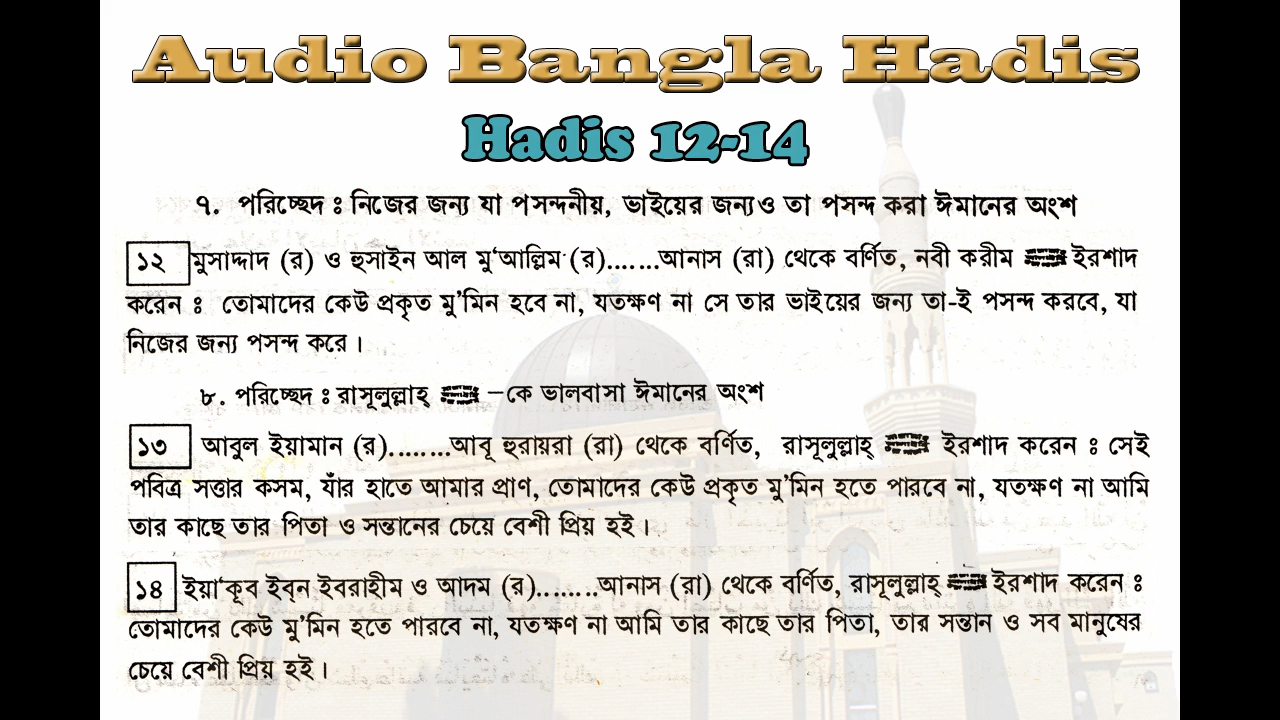 Audio Bangla Hadis
Hadis 12-14
৭. পরিচ্ছেদ ঃ নিজের জন্য যা পসন্দনীয়, ভাইয়ের জন্যও তা পসন্দ করা ঈমানের অংশ
১২ মুসাদ্দাদ (র) ও হুসাইন আল মু‘আল্লিম (র).......আনাস (রা) থেকে বর্ণিত, নবী করীম ইরশাদ
করেন ঃ তোমাদের কেউ প্রকৃত মু’মিন হবে না, যতক্ষণ না সে তার ভাইয়ের জন্য তা-ই পসন্দ করবে, যা
নিজের জন্য পসন্দ করে।
৮. পরিচ্ছেদ ঃ রাসূলুল্লাহ্ –কে ভালবাসা ঈমানের অংশ
১৩ আবুল ইয়ামান (র)........আবূ হুরায়রা (রা) থেকে বর্ণিত, রাসূলুল্লাহ্ ইরশাদ করেন ঃ সেই
পবিত্র সত্তার কসম, যাঁর হাতে আমার প্রাণ, তোমাদের কেউ প্রকৃত মু’মিন হতে পারবে না, যতক্ষণ না আমি
তার কাছে তার পিতা ও সন্তানের চেয়ে বেশী প্রিয় হই।
১৪ ইয়া‘কূব ইব্‌ন ইবরাহীম ও আদম (র)........আনাস (রা) থেকে বর্ণিত, রাসূলুল্লাহ্ ইরশাদ করেন ঃ
তোমাদের কেউ মু’মিন হতে পারবে না, যতক্ষণ না আমি তার কাছে তার পিতা, তার সন্তান ও সব মানুষের
চেয়ে বেশী প্রিয় হই।